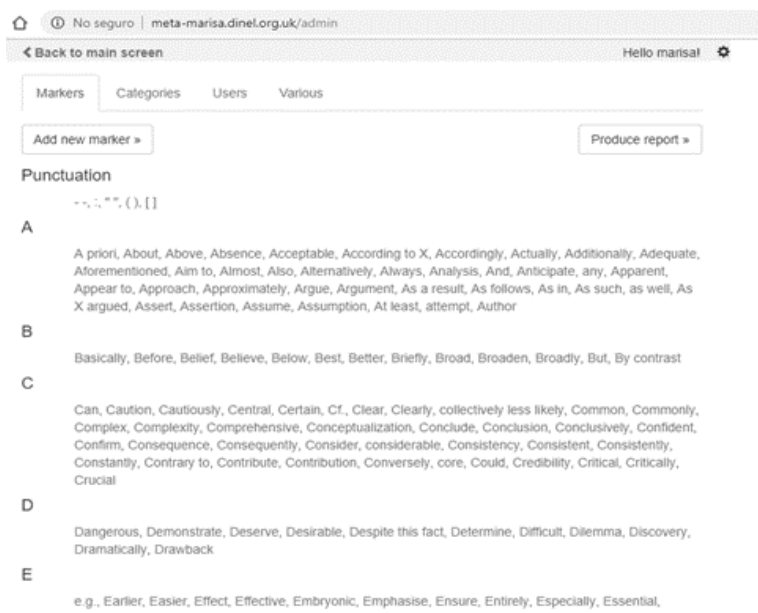 No seguro | meta-marisa.dinel.org.uk/admin
Back to main screen Hello marisa!
Markers Categories Users Various
Add new marker » Produce report »
Punctuation
- -, :, " ", ( ), [ ]
A
A priori, About, Above, Absence, Acceptable, According to X, Accordingly, Actually, Additionally, Adequate,
Aforementioned, Aim to, Almost, Also, Alternatively, Always, Analysis, And, Anticipate, any, Apparent,
Appear to, Approach, Approximately, Argue, Argument, As a result, As follows, As in, As such, as well, As
X argued, Assert, Assertion, Assume, Assumption, At least, attempt, Author
B
Basically, Before, Belief, Believe, Below, Best, Better, Briefly, Broad, Broaden, Broadly, But, By contrast
C
Can, Caution, Cautiously, Central, Certain, Cf., Clear, Clearly, collectively less likely, Common, Commonly,
Complex, Complexity, Comprehensive, Conceptualization, Conclude, Conclusion, Conclusively, Confident,
Confirm, Consequence, Consequently, Consider, considerable, Consistency, Consistent, Consistently,
Constantly, Contrary to, Contribute, Contribution, Conversely, core, Could, Credibility, Critical, Critically,
Crucial
D
Dangerous, Demonstrate, Deserve, Desirable, Despite this fact, Determine, Difficult, Dilemma, Discovery,
Dramatically, Drawback
E
e.g., Earlier, Easier, Effect, Effective, Embryonic, Emphasise, Ensure, Entirely, Especially, Essential,